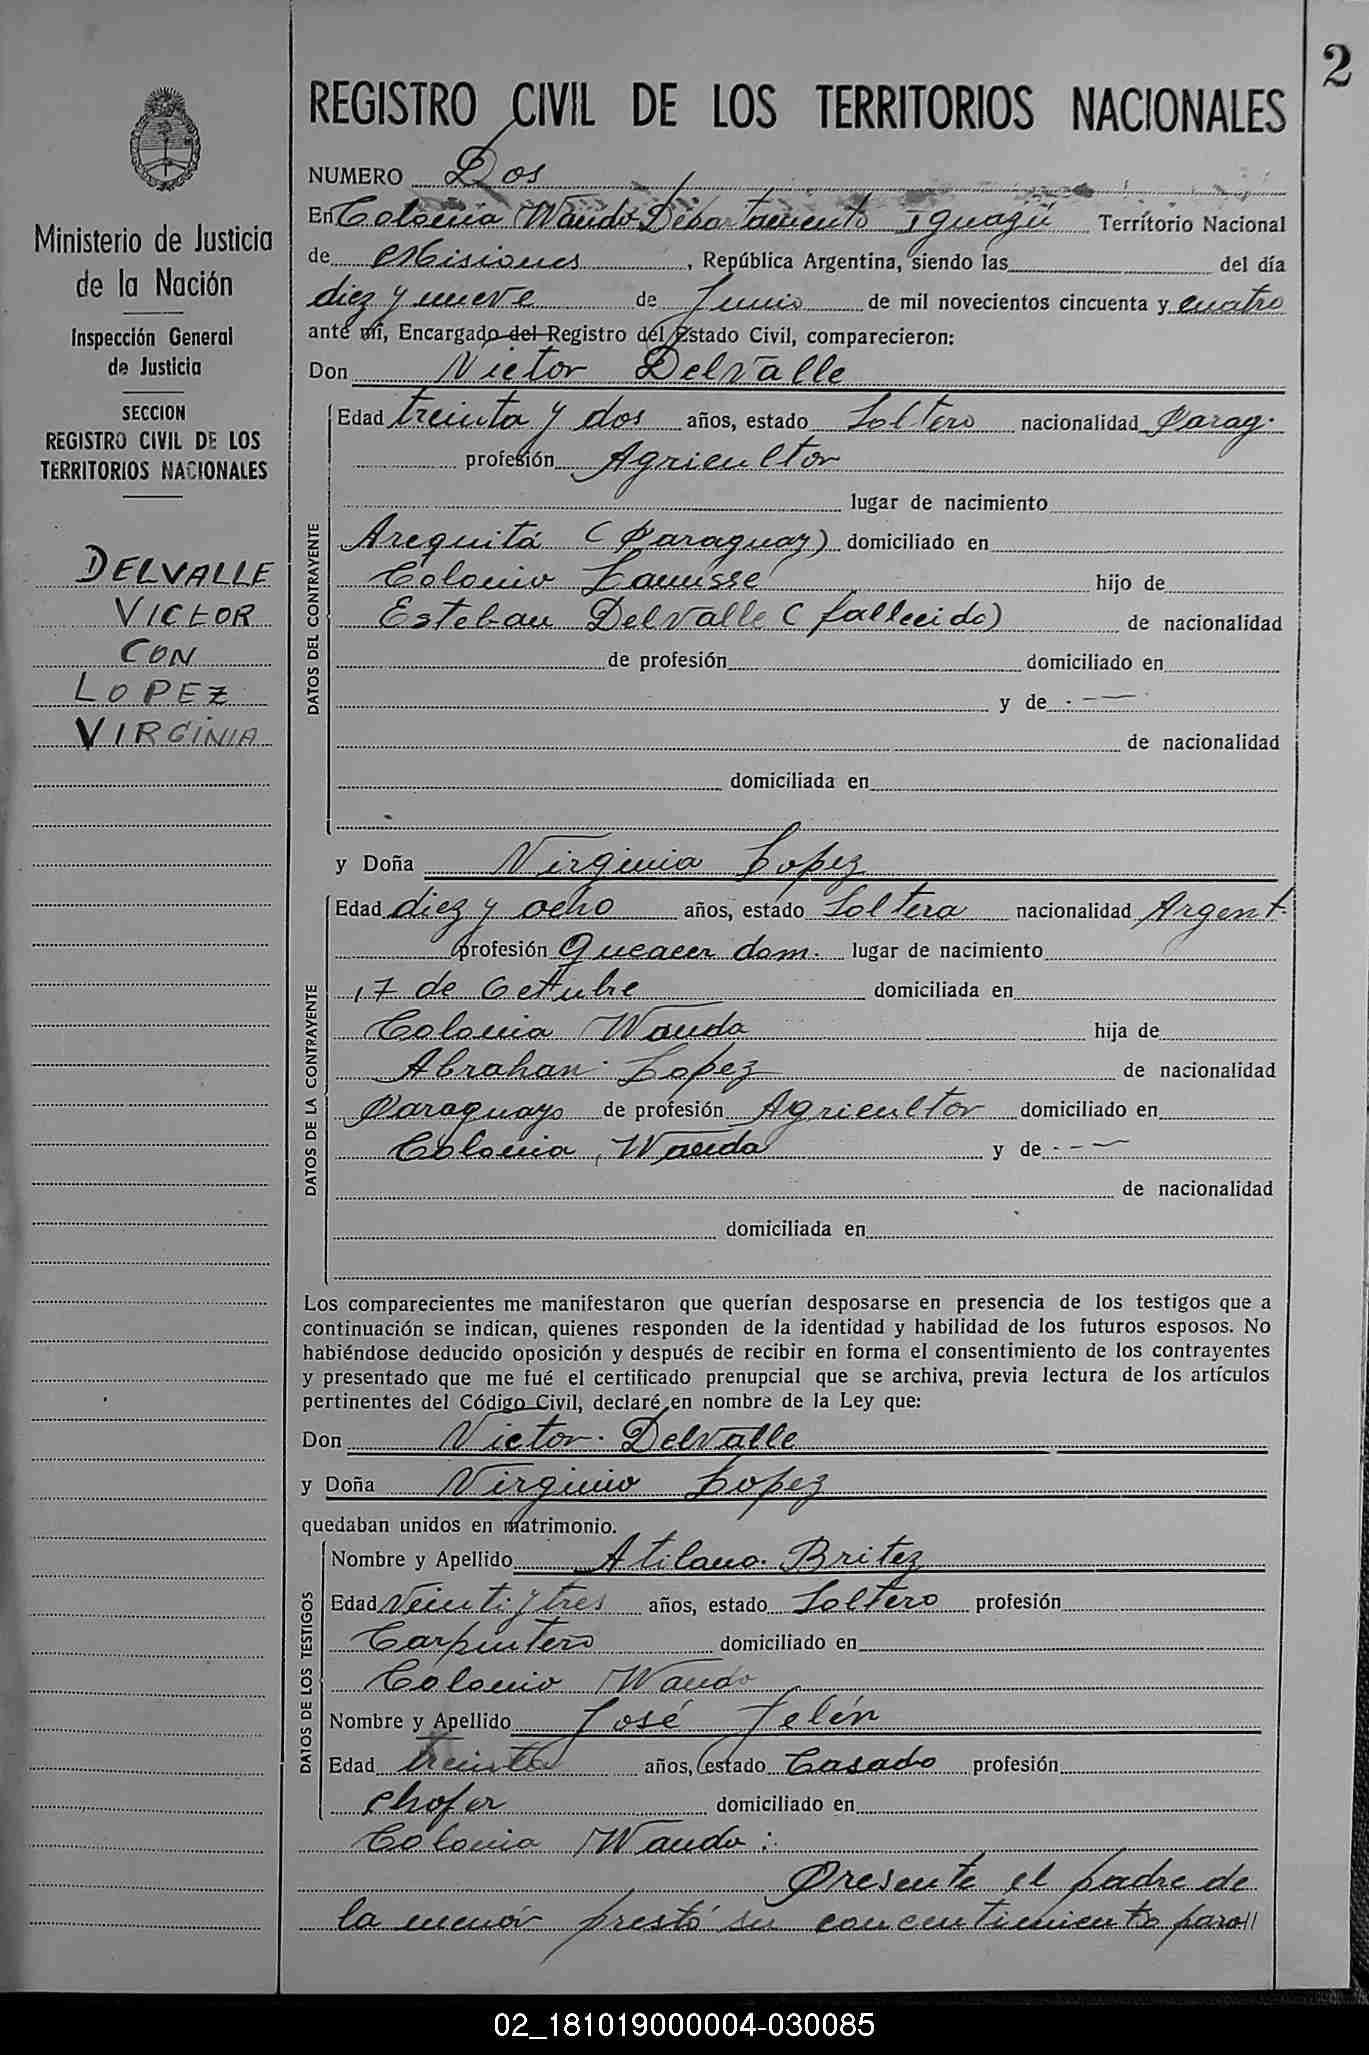 2
REGISTRO CIVIL DE LOS TERRITORIOS NACIONALES
Ministerio de Justicia
de la Nación
Inspección General
de Justicia
SECCION
REGISTRO CIVIL DE LOS
TERRITORIOS NACIONALES
DELVALLE
VICTOR
CON
LOPEZ
VIRGINIA
NUMERO Dos
En Colonia Wanda Departamento Iguazú Territorio Nacional
de Misiones, República Argentina, siendo las del día
diez y nueve de Junio de mil novecientos cincuenta y cuatro
ante mí, Encargado del Registro del Estado Civil, comparecieron:
Don Victor Delvalle
DATOS DEL CONTRAYENTE
Edad treinta y dos años, estado Soltero nacionalidad Parag.
profesión Agricultor
lugar de nacimiento
Arequitá (Paraguay) domiciliado en
Colonia Lanusse hijo de
Esteban Delvalle (fallecido) de nacionalidad
de profesión domiciliado en
y de - —
de nacionalidad
domiciliada en
y Doña Virginia Lopez
DATOS DE LA CONTRAYENTE
Edad diez y ocho años, estado Soltera nacionalidad Argent.
profesión Queacer dom. lugar de nacimiento
17 de Octubre domiciliada en
Colonia Wanda hija de
Abrahan Lopez de nacionalidad
Paraguayo de profesión Agricultor domiciliado en
Colonia Wanda y de - - —
de nacionalidad
domiciliada en
Los comparecientes me manifestaron que querían desposarse en presencia de los testigos que a
continuación se indican, quienes responden de la identidad y habilidad de los futuros esposos. No
habiéndose deducido oposición y después de recibir en forma el consentimiento de los contrayentes
y presentado que me fué el certificado prenupcial que se archiva, previa lectura de los artículos
pertinentes del Código Civil, declaré en nombre de la Ley que:
Don Victor Delvalle
y Doña Virginia Lopez
quedaban unidos en matrimonio.
DATOS DE LOS TESTIGOS
Nombre y Apellido Atilano Britez
Edad Veinti y tres años, estado Soltero profesión
Carpintero domiciliado en
Colonia Wanda
Nombre y Apellido José Jelén
Edad treinta años, estado Casado profesión
chofer domiciliado en
Colonia Wanda:
Presente el padre de
la menor prestó su concentimiento para//
02_181019000004-030085